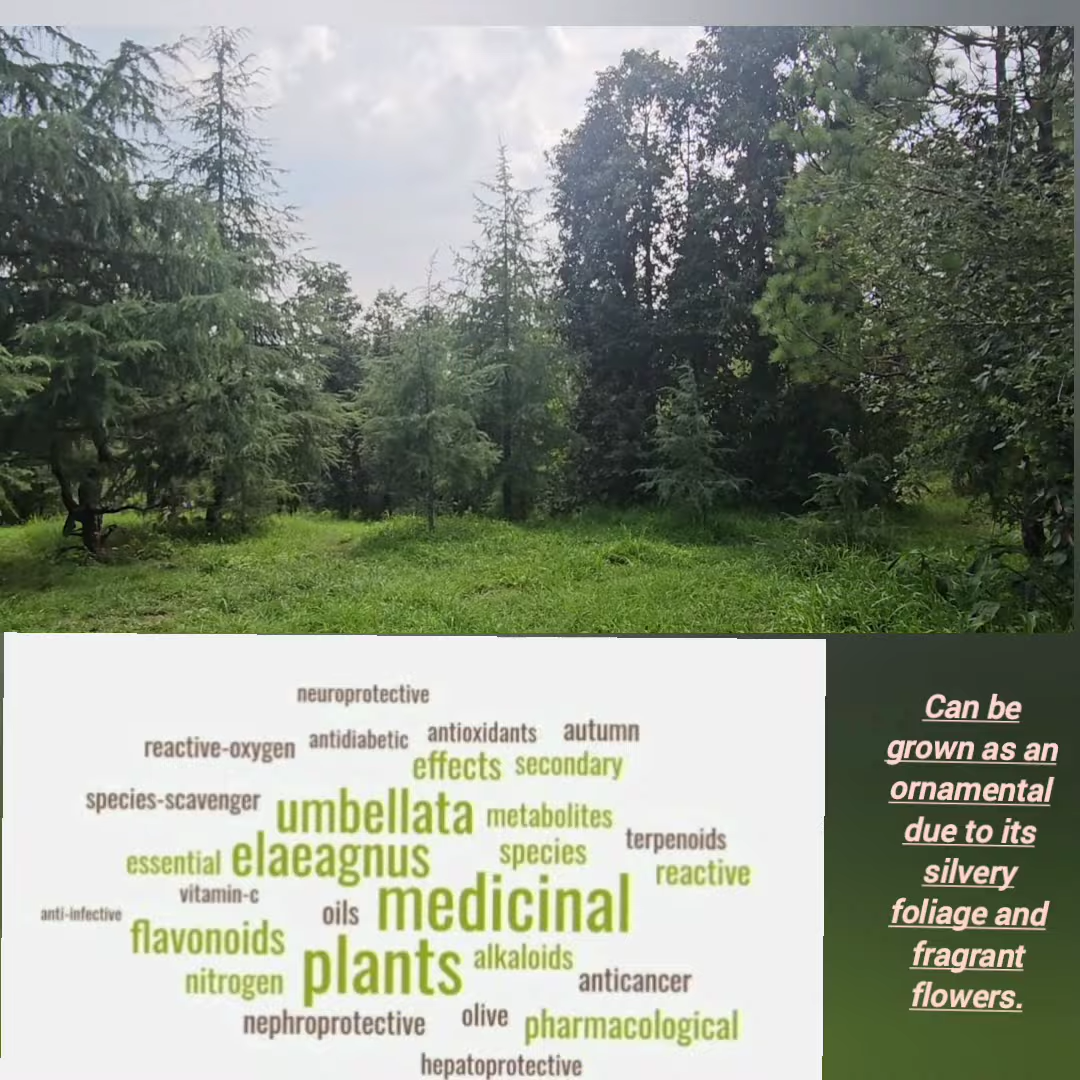 neuroprotective
reactive-oxygen antidiabetic antioxidants autumn
effects secondary
species-scavenger umbellata metabolites
terpenoids
essential elaeagnus species reactive
vitamin-c
anti-infective oils medicinal
flavonoids
nitrogen plants alkaloids anticancer
nephroprotective olive pharmacological
hepatoprotective
Can be
grown as an
ornamental
due to its
silvery
foliage and
fragrant
flowers.